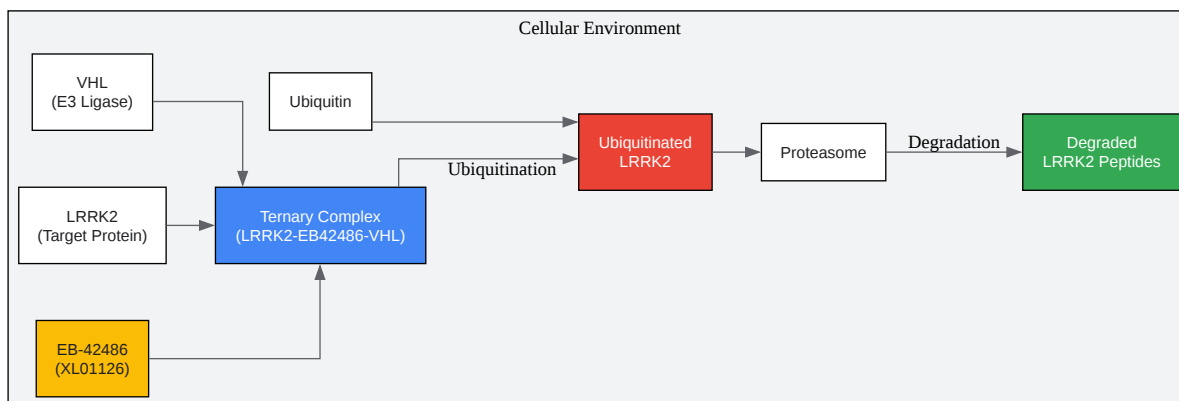 Cellular Environment
VHL
(E3 Ligase)
Ubiquitin
LRRK2
(Target Protein)
EB-42486
(XL01126)
Ternary Complex
(LRRK2-EB42486-VHL)
Ubiquitination
Ubiquitinated
LRRK2
Proteasome
Degradation
Degraded
LRRK2 Peptides